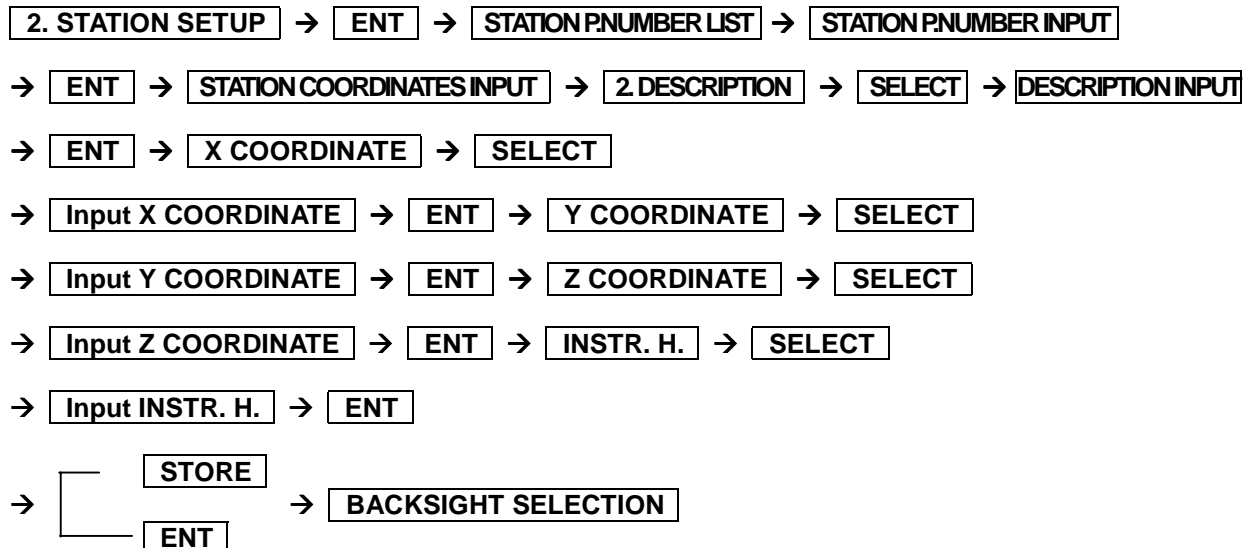 2. STATION SETUP → ENT → STATION P.NUMBER LIST → STATION P.NUMBER INPUT
→ ENT → STATION COORDINATES INPUT → 2. DESCRIPTION → SELECT → DESCRIPTION INPUT
→ ENT → X COORDINATE → SELECT
→ Input X COORDINATE → ENT → Y COORDINATE → SELECT
→ Input Y COORDINATE → ENT → Z COORDINATE → SELECT
→ Input Z COORDINATE → ENT → INSTR. H. → SELECT
→ Input INSTR. H. → ENT
STORE
→ → BACKSIGHT SELECTION
ENT